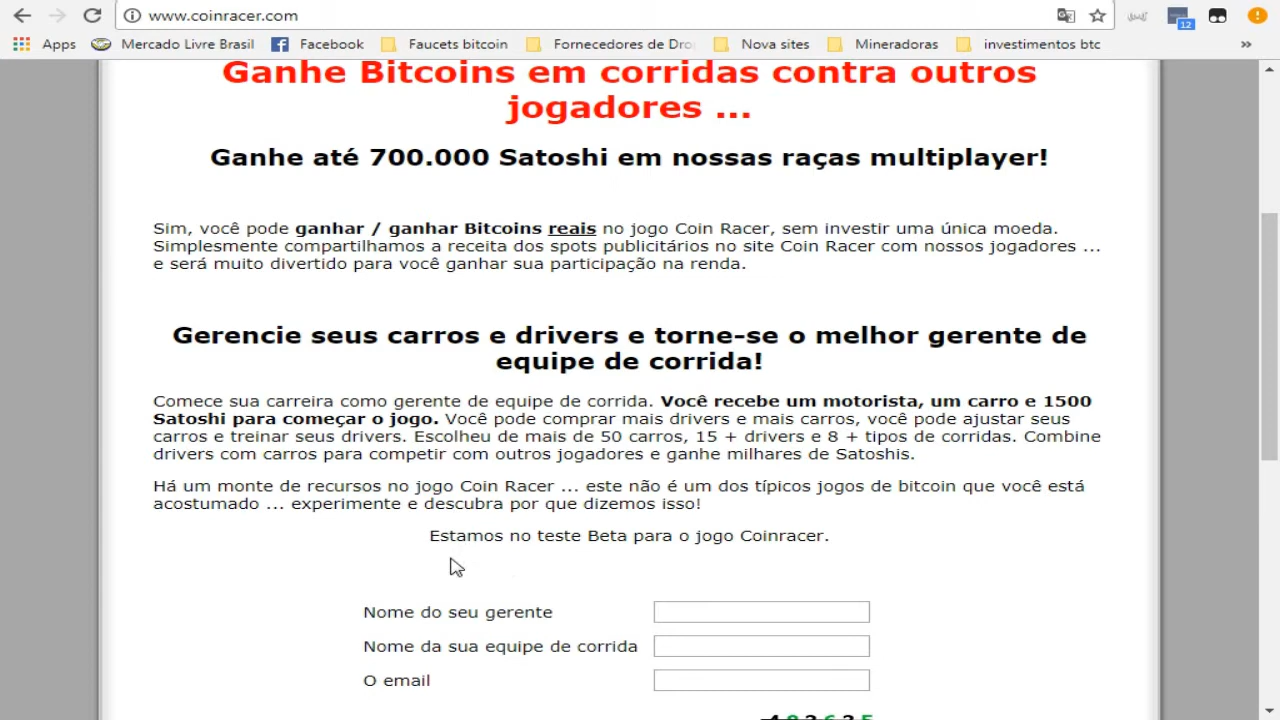 www.coinracer.com
Apps Mercado Livre Brasil Facebook Faucets bitcoin Fornecedores de Dro Nova sites Mineradoras investimentos btc »
12
Ganhe Bitcoins em corridas contra outros
jogadores ...
Ganhe até 700.000 Satoshi em nossas raças multiplayer!
Sim, você pode ganhar / ganhar Bitcoins reais no jogo Coin Racer, sem investir uma única moeda.
Simplesmente compartilhamos a receita dos spots publicitários no site Coin Racer com nossos jogadores ...
e será muito divertido para você ganhar sua participação na renda.
Gerencie seus carros e drivers e torne-se o melhor gerente de
equipe de corrida!
Comece sua carreira como gerente de equipe de corrida. Você recebe um motorista, um carro e 1500
Satoshi para começar o jogo. Você pode comprar mais drivers e mais carros, você pode ajustar seus
carros e treinar seus drivers. Escolheu de mais de 50 carros, 15 + drivers e 8 + tipos de corridas. Combine
drivers com carros para competir com outros jogadores e ganhe milhares de Satoshis.
Há um monte de recursos no jogo Coin Racer ... este não é um dos típicos jogos de bitcoin que você está
acostumado ... experimente e descubra por que dizemos isso!
Estamos no teste Beta para o jogo Coinracer.
Nome do seu gerente
Nome da sua equipe de corrida
O email